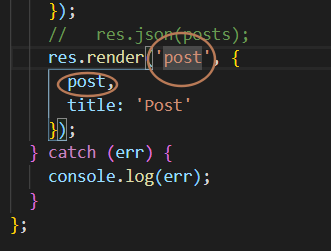 });
//   res.json(posts);
res.render('post', {
post,
title: 'Post'
});
} catch (err) {
console.log(err);
}
};